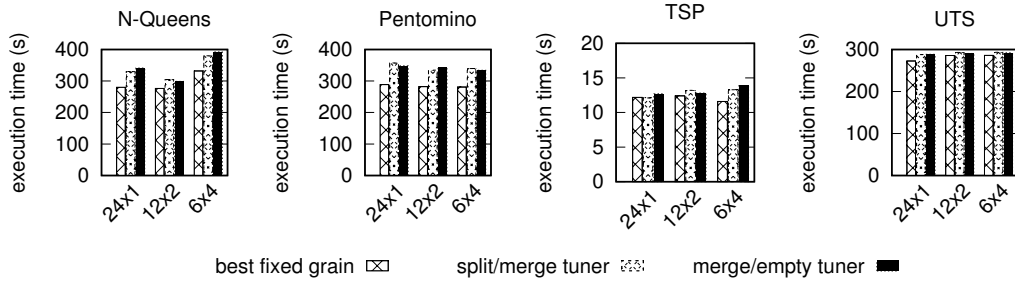 N-Queens
execution time (s)
400
300
200
100
0
24x1
12x2
6x4
Pentomino
execution time (s)
400
300
200
100
0
24x1
12x2
6x4
TSP
execution time (s)
20
15
10
5
0
24x1
12x2
6x4
UTS
execution time (s)
300
200
100
0
24x1
12x2
6x4
best fixed grain split/merge tuner merge/empty tuner